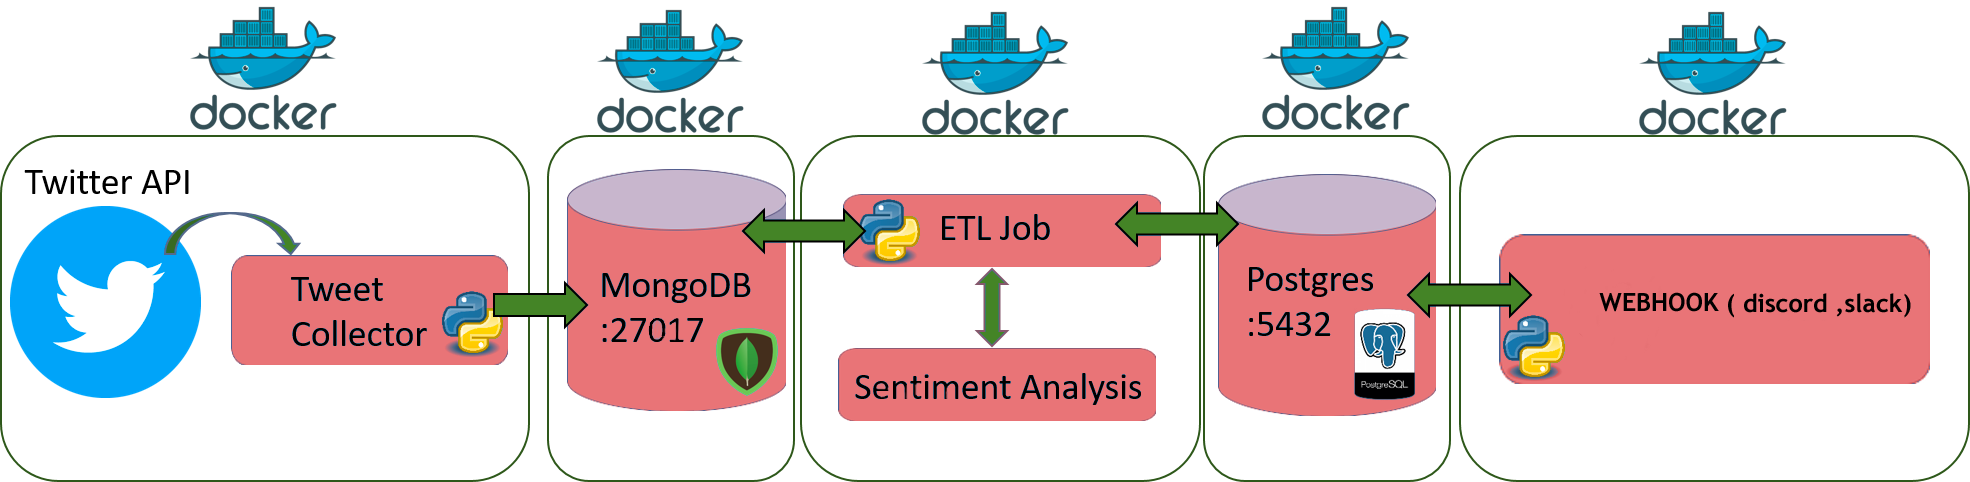 docker
docker
docker
docker
docker
Twitter API
Tweet
Collector
MongoDB
:27017
ETL Job
Sentiment Analysis
Postgres
:5432
PostgreSQL
WEBHOOK ( discord ,slack)